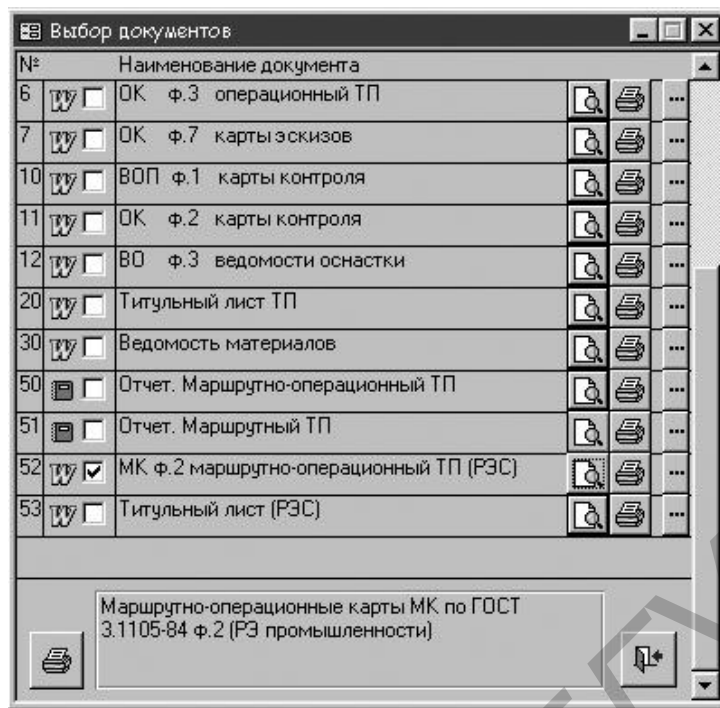 Выбор документов
№ Наименование документа
6 ОК ф.3 операционный ТП
7 ОК ф.7 карты эскизов
10 ВОП ф.1 карты контроля
11 ОК ф.2 карты контроля
12 ВО ф.3 ведомости оснастки
20 Титульный лист ТП
30 Ведомость материалов
50 Отчет. Маршрутно-операционный ТП
51 Отчет. Маршрутный ТП
52 МК ф.2 маршрутно-операционный ТП (РЭС)
53 Титульный лист (РЭС)
Маршрутно-операционные карты МК по ГОСТ
3.1105-84 ф.2 (РЭ промышленности)